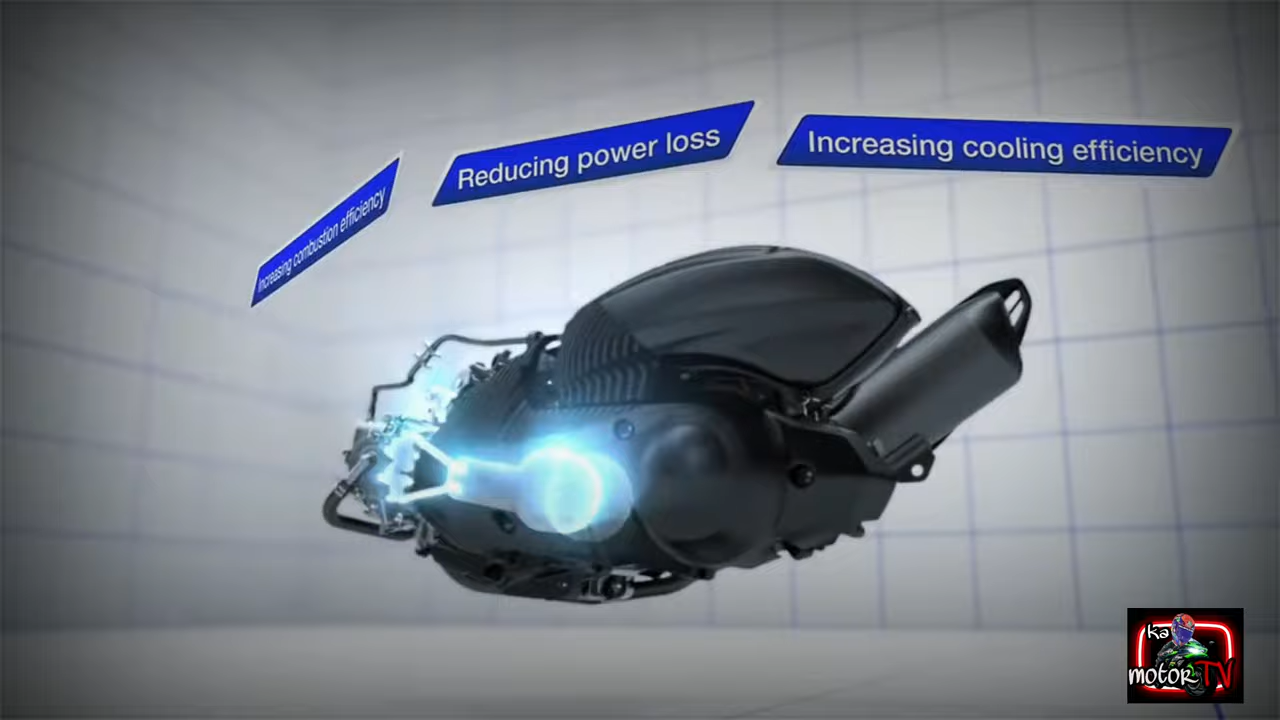 Increasing combustion efficiency
Reducing power loss
Increasing cooling efficiency
Ka
motor TV